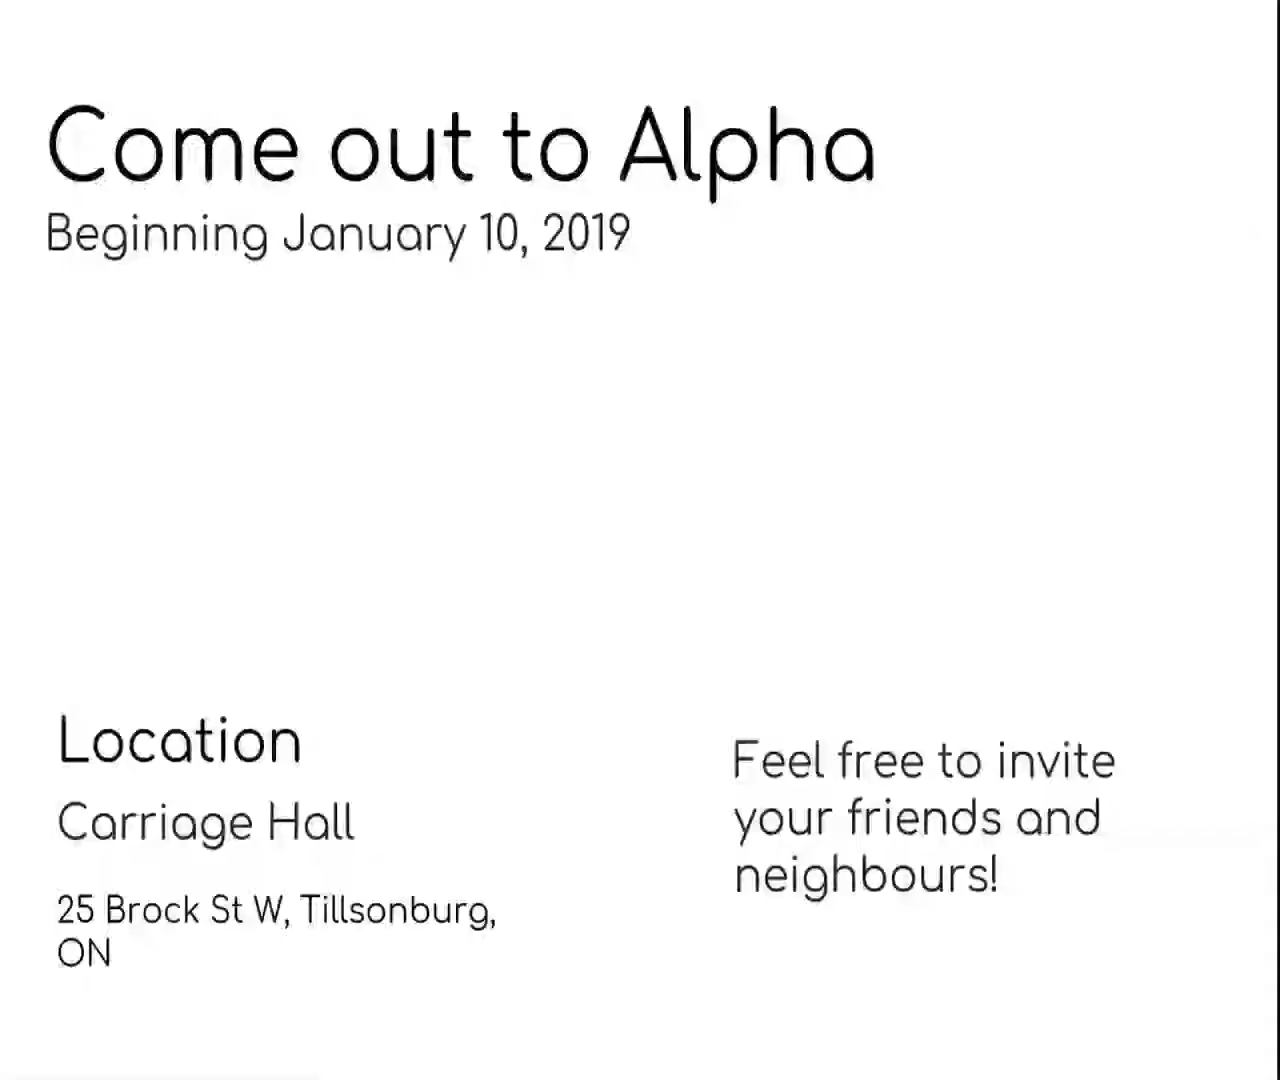 Come out to Alpha
Beginning January 10, 2019
Location
Carriage Hall
25 Brock St W, Tillsonburg,
ON
Feel free to invite
your friends and
neighbours!